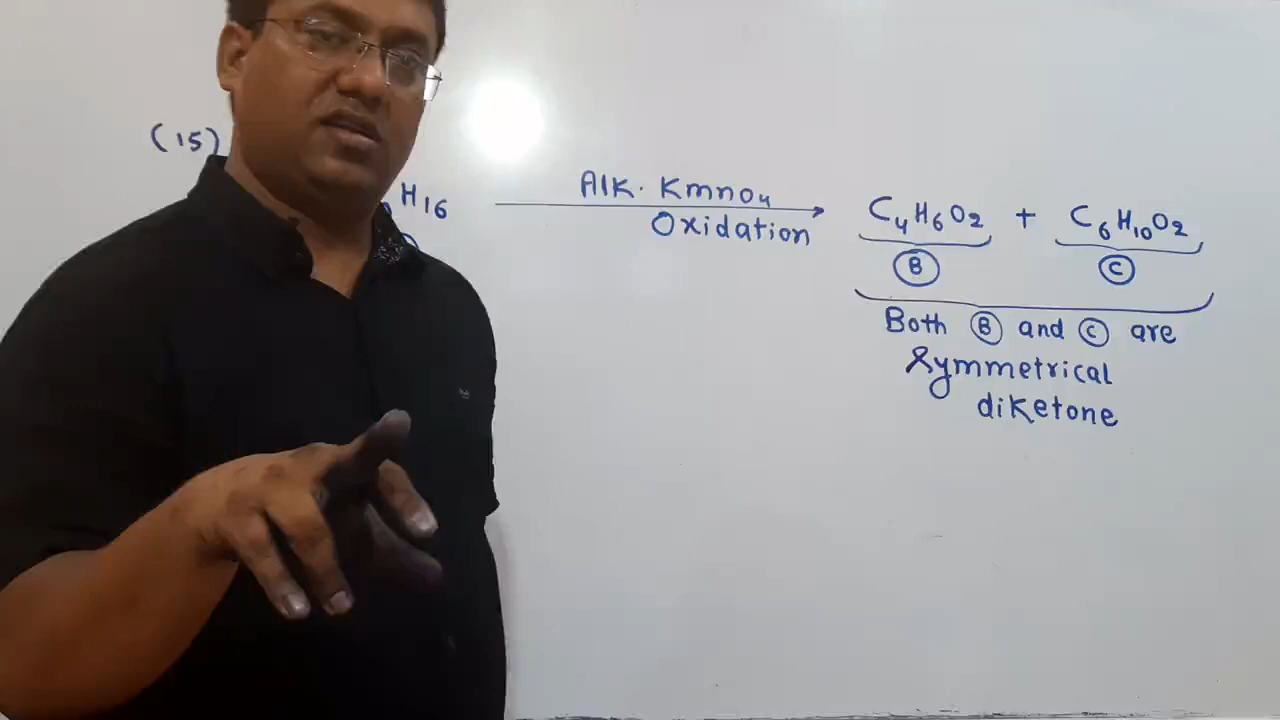 (15)
H16
Alk. Kmno4
Oxidation
C4H6O2 + C6H10O2
B C
Both B and C are
Symmetrical
diketone